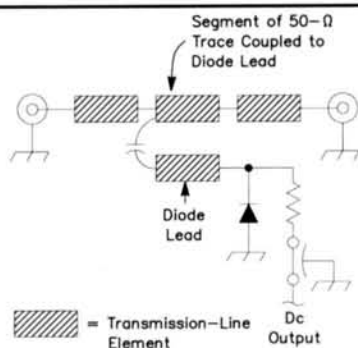 Segment of 50-Ω
Trace Coupled to
Diode Lead
Diode
Lead
= Transmission-Line
Element
Dc
Output